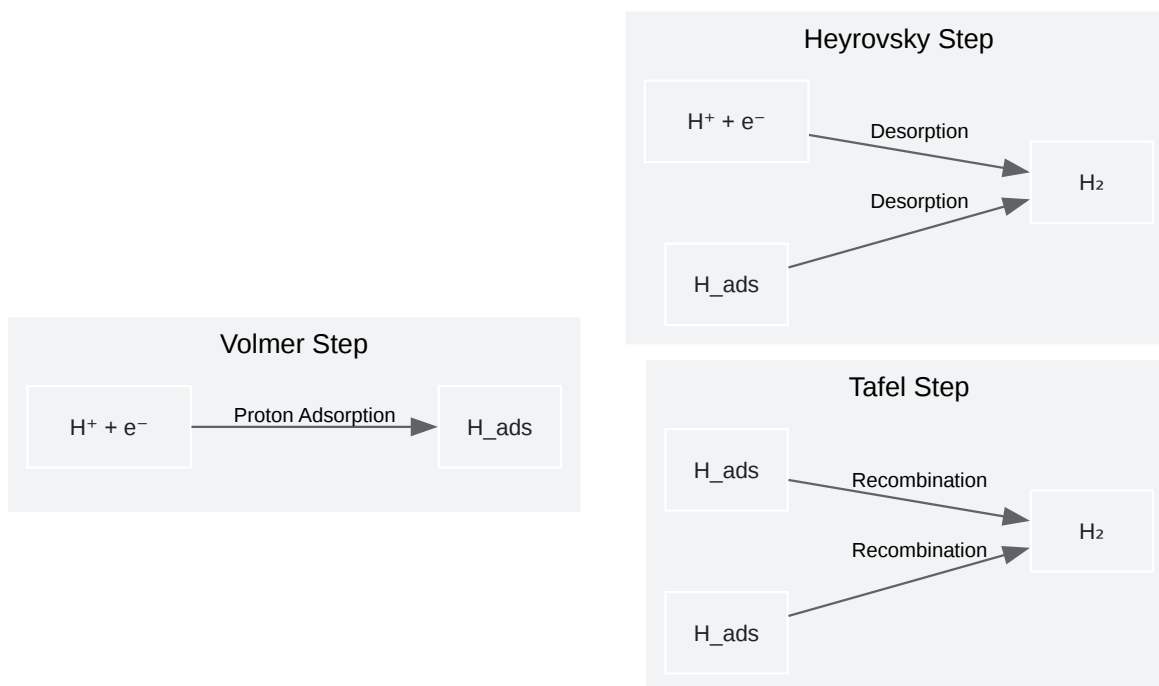 Volmer Step
H⁺ + e⁻
Proton Adsorption
H_ads
Heyrovsky Step
H⁺ + e⁻
Desorption
H₂
Desorption
H_ads
Tafel Step
H_ads
Recombination
H₂
Recombination
H_ads